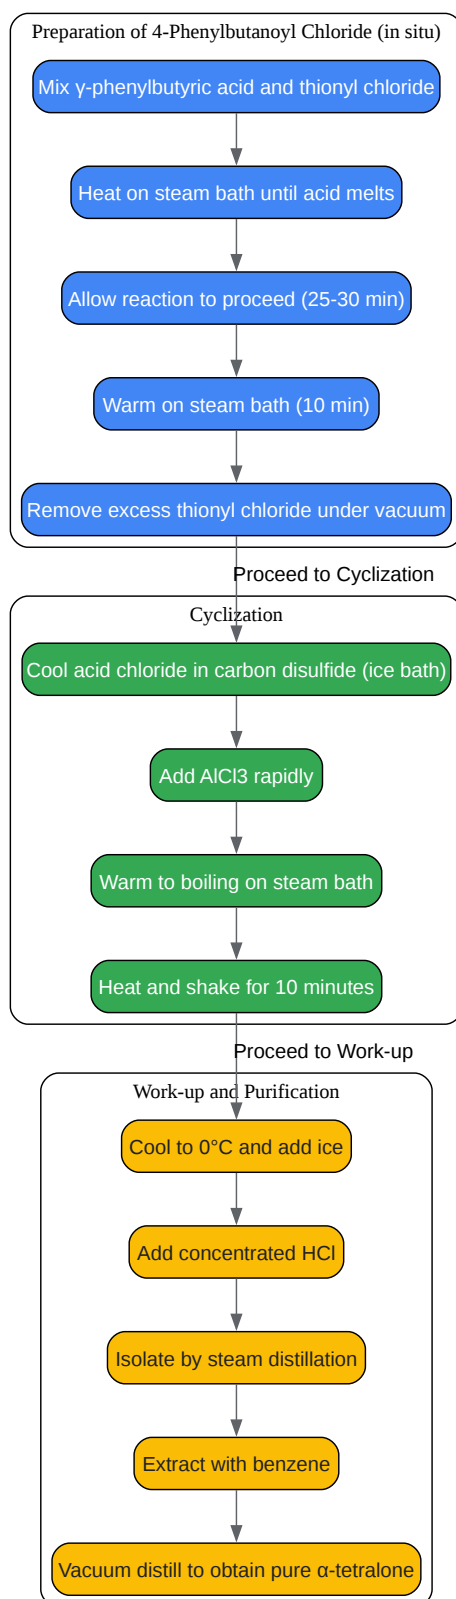 Preparation of 4-Phenylbutanoyl Chloride (in situ)
Mix γ-phenylbutyric acid and thionyl chloride
Heat on steam bath until acid melts
Allow reaction to proceed (25-30 min)
Warm on steam bath (10 min)
Remove excess thionyl chloride under vacuum
Proceed to Cyclization
Cyclization
Cool acid chloride in carbon disulfide (ice bath)
Add AlCl3 rapidly
Warm to boiling on steam bath
Heat and shake for 10 minutes
Proceed to Work-up
Work-up and Purification
Cool to 0°C and add ice
Add concentrated HCl
Isolate by steam distillation
Extract with benzene
Vacuum distill to obtain pure α-tetralone